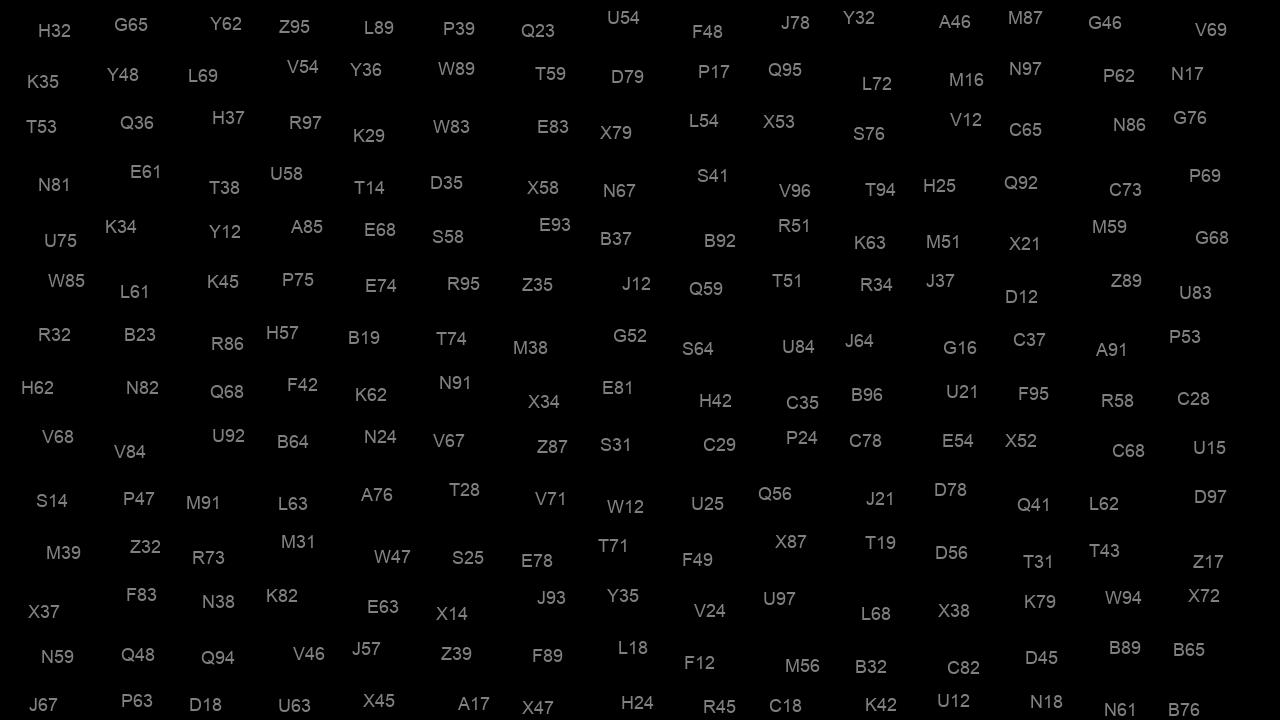 H32 G65 Y62 Z95 L89 P39 Q23 U54 F48 J78 Y32 A46 M87 G46 V69
K35 Y48 L69 V54 Y36 W89 T59 D79 P17 Q95 L72 M16 N97 P62 N17
T53 Q36 H37 R97 K29 W83 E83 X79 L54 X53 S76 V12 C65 N86 G76
N81 E61 T38 U58 T14 D35 X58 N67 S41 V96 T94 H25 Q92 C73 P69
U75 K34 Y12 A85 E68 S58 E93 B37 B92 R51 K63 M51 X21 M59 G68
W85 L61 K45 P75 E74 R95 Z35 J12 Q59 T51 R34 J37 D12 Z89 U83
R32 B23 R86 H57 B19 T74 M38 G52 S64 U84 J64 G16 C37 A91 P53
H62 N82 Q68 F42 K62 N91 X34 E81 H42 C35 B96 U21 F95 R58 C28
V68 V84 U92 B64 N24 V67 Z87 S31 C29 P24 C78 E54 X52 C68 U15
S14 P47 M91 L63 A76 T28 V71 W12 U25 Q56 J21 D78 Q41 L62 D97
M39 Z32 R73 M31 W47 S25 E78 T71 F49 X87 T19 D56 T31 T43 Z17
X37 F83 N38 K82 E63 X14 J93 Y35 V24 U97 L68 X38 K79 W94 X72
N59 Q48 Q94 V46 J57 Z39 F89 L18 F12 M56 B32 C82 D45 B89 B65
J67 P63 D18 U63 X45 A17 X47 H24 R45 C18 K42 U12 N18 N61 B76